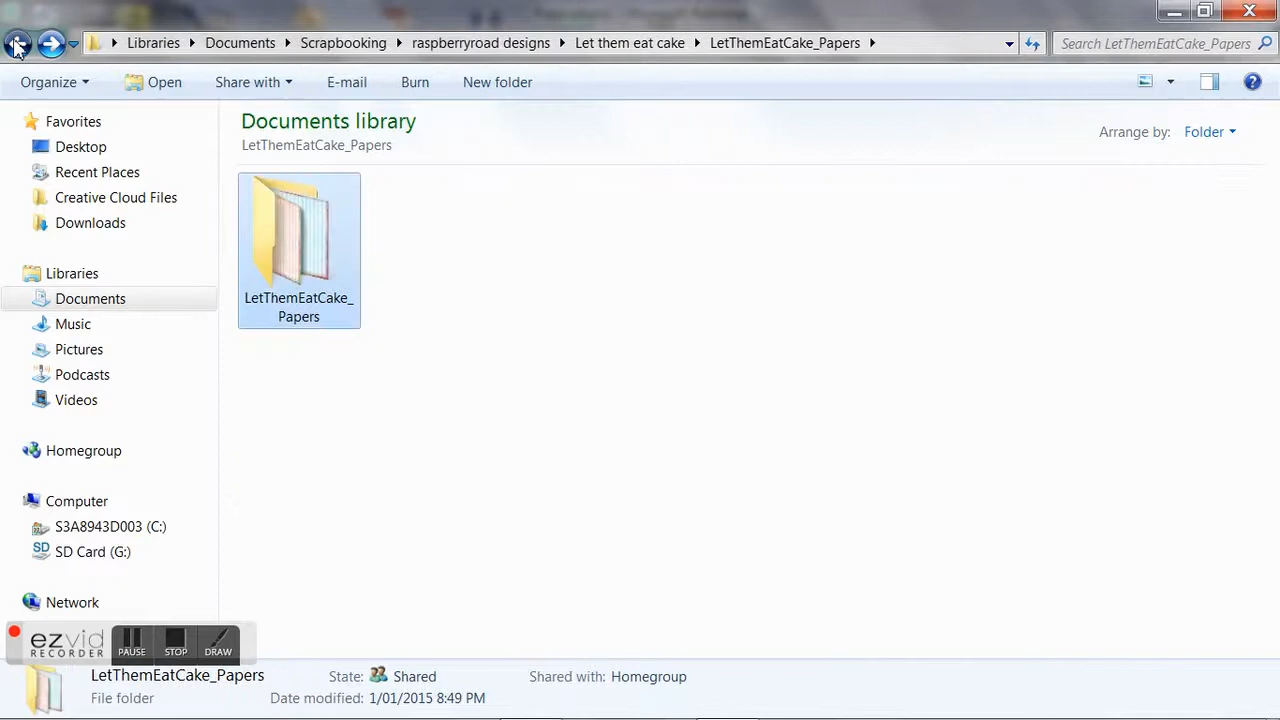 Libraries Documents Scrapbooking raspberryroad designs Let them eat cake LetThemEatCake_Papers Search LetThemEatCake_Papers
Organize Open Share with E-mail Burn New folder
Favorites
Desktop
Recent Places
Creative Cloud Files
Downloads
Libraries
Documents
Music
Pictures
Podcasts
Videos
Homegroup
Computer
S3A8943D003 (C:)
SD Card (G:)
Network
Documents library
LetThemEatCake_Papers
Arrange by: Folder
LetThemEatCake_
Papers
ezvid
RECORDER
PAUSE STOP DRAW
LetThemEatCake_Papers State: Shared Shared with: Homegroup
File folder Date modified: 1/01/2015 8:49 PM